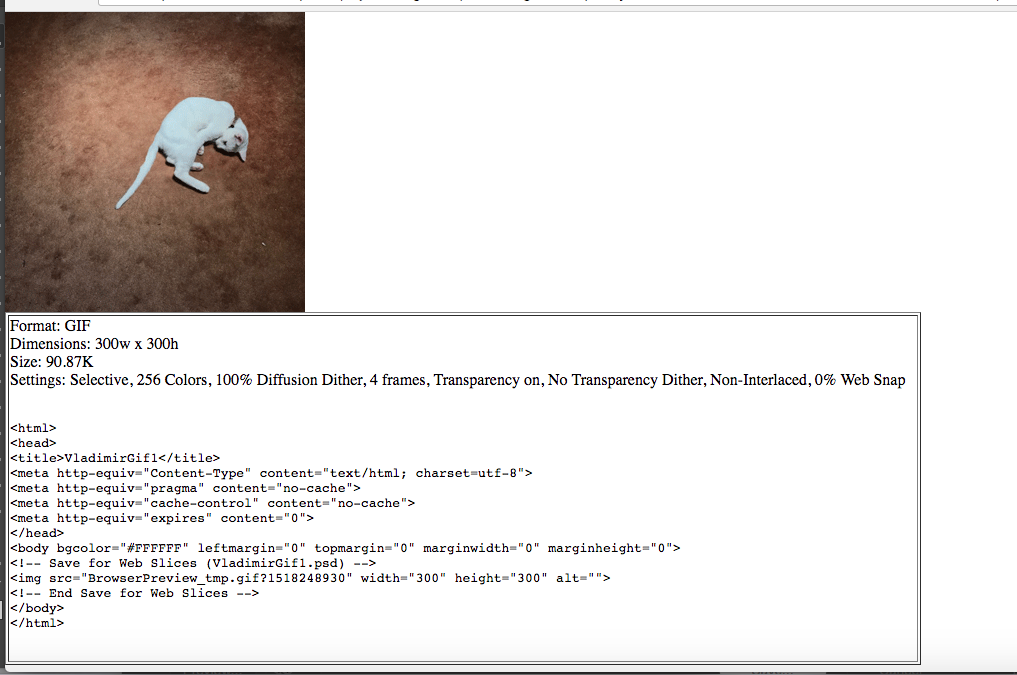 Format: GIF
Dimensions: 300w x 300h
Size: 90.87K
Settings: Selective, 256 Colors, 100% Diffusion Dither, 4 frames, Transparency on, No Transparency Dither, Non-Interlaced, 0% Web Snap
<html>
<head>
<title>VladimirGif1</title>
<meta http-equiv="Content-Type" content="text/html; charset=utf-8">
<meta http-equiv="pragma" content="no-cache">
<meta http-equiv="cache-control" content="no-cache">
<meta http-equiv="expires" content="0">
</head>
<body bgcolor="#FFFFFF" leftmargin="0" topmargin="0" marginwidth="0" marginheight="0">
<!-- Save for Web Slices (VladimirGif1.psd) -->
<img src="BrowserPreview_tmp.gif?1518248930" width="300" height="300" alt="">
<!-- End Save for Web Slices -->
</body>
</html>